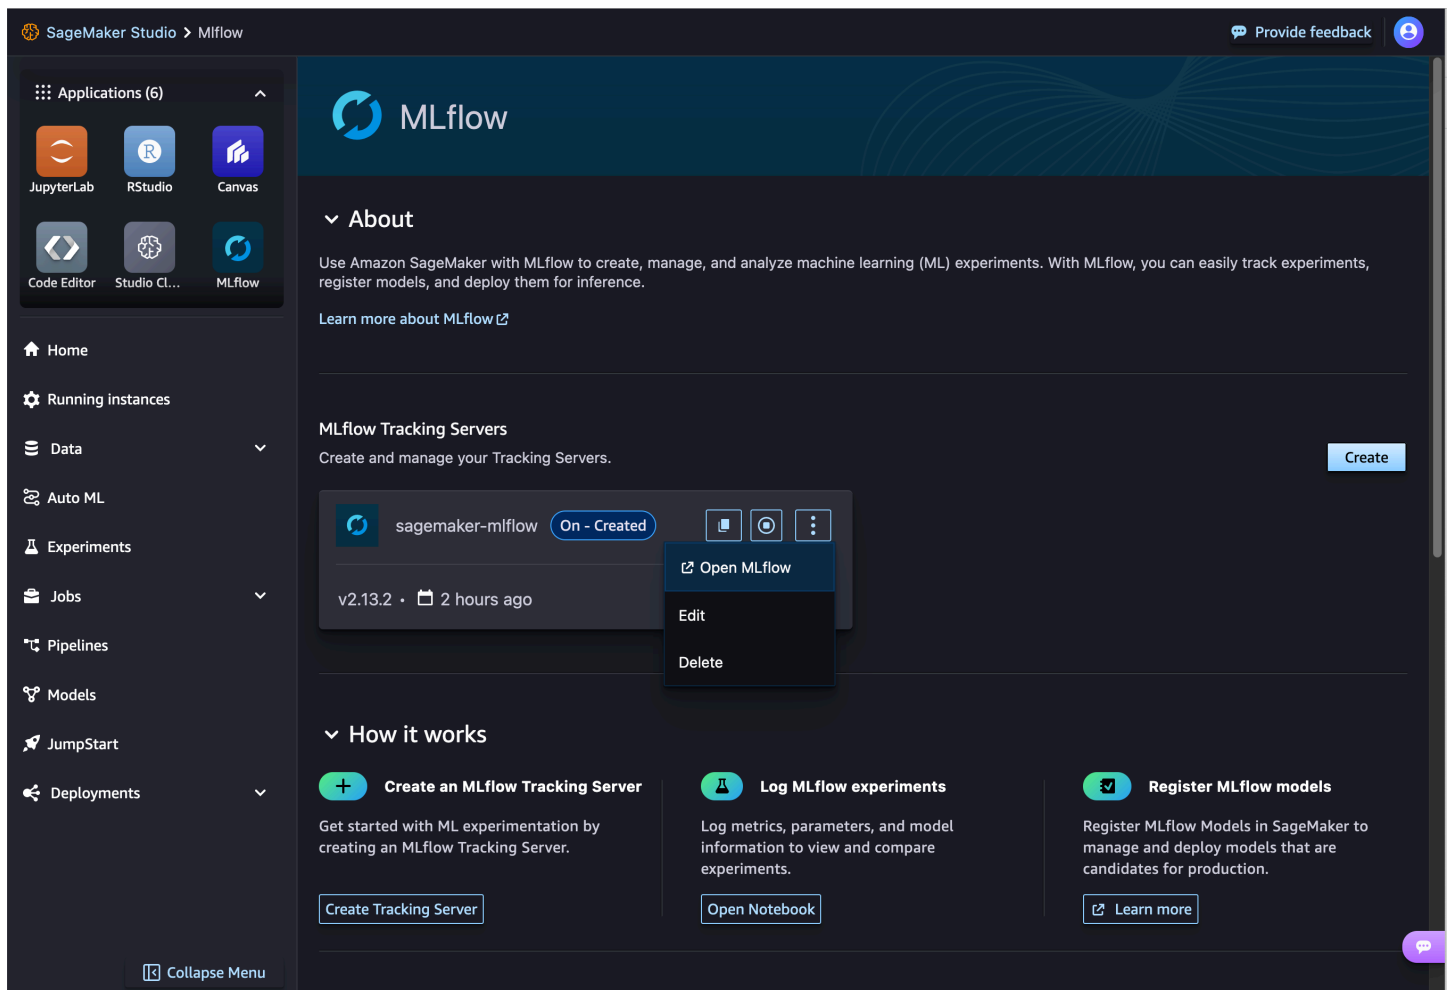 SageMaker Studio > Mlflow
Provide feedback
Applications (6)
JupyterLab
RStudio
Canvas
Code Editor
Studio Cl...
MLflow
Home
Running instances
Data
Auto ML
Experiments
Jobs
Pipelines
Models
JumpStart
Deployments
Collapse Menu
MLflow
About
Use Amazon SageMaker with MLflow to create, manage, and analyze machine learning (ML) experiments. With MLflow, you can easily track experiments,
register models, and deploy them for inference.
Learn more about MLflow
MLflow Tracking Servers
Create and manage your Tracking Servers.
Create
sagemaker-mlflow
On - Created
Open MLflow
v2.13.2 • 2 hours ago
Edit
Delete
How it works
Create an MLflow Tracking Server
Get started with ML experimentation by
creating an MLflow Tracking Server.
Create Tracking Server
Log MLflow experiments
Log metrics, parameters, and model
information to view and compare
experiments.
Open Notebook
Register MLflow models
Register MLflow Models in SageMaker to
manage and deploy models that are
candidates for production.
Learn more